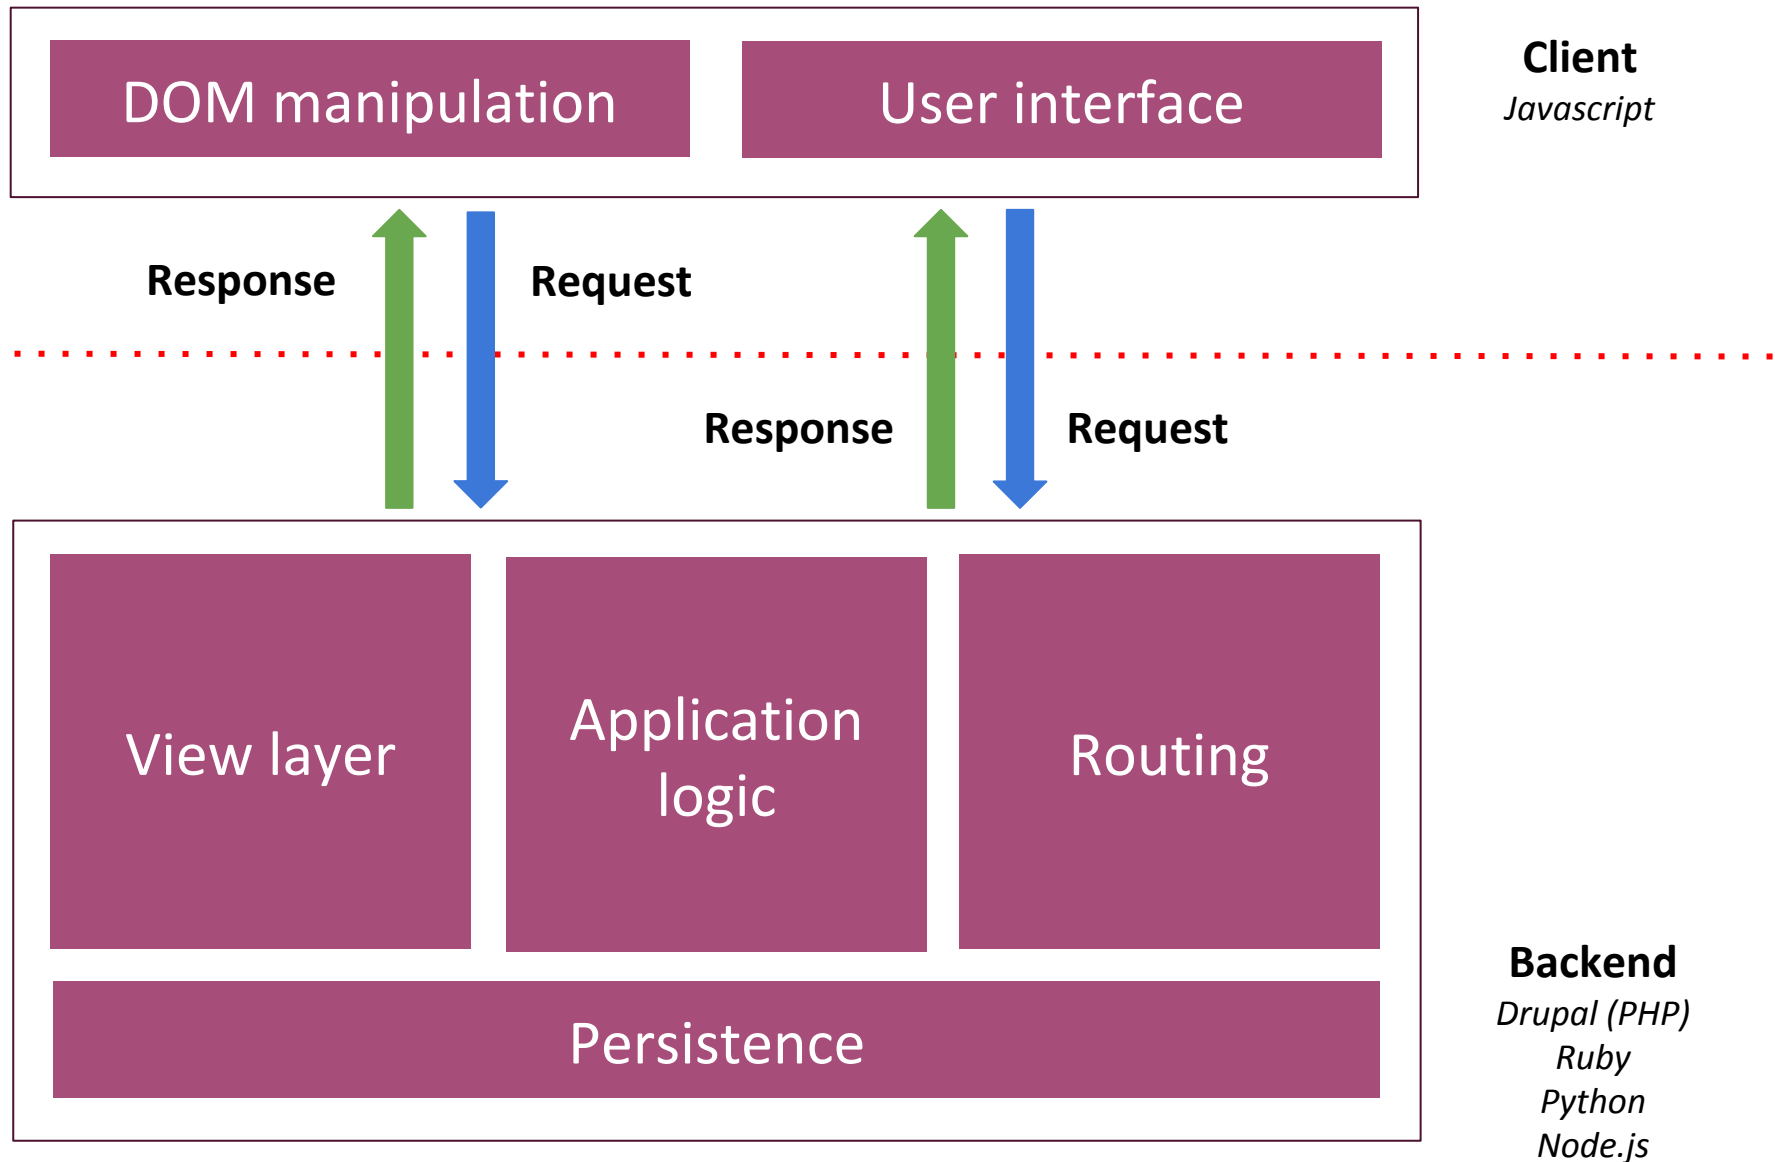 DOM manipulation
User interface
Client
Javascript
Response
Request
Response
Request
View layer
Application
logic
Routing
Persistence
Backend
Drupal (PHP)
Ruby
Python
Node.js